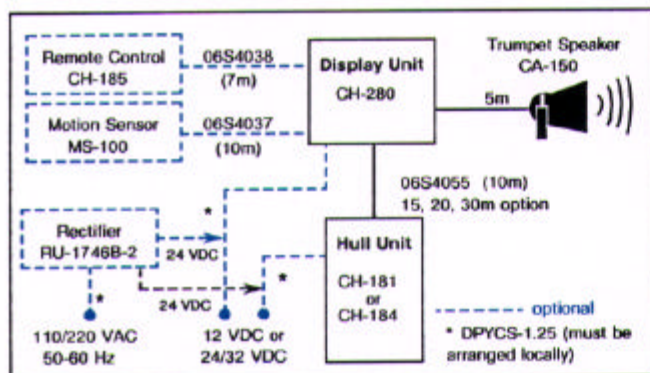 Remote Control
CH-185
06S4038
(7m)
Motion Sensor
MS-100
06S4037
(10m)
Display Unit
CH-280
Trumpet Speaker
CA-150
5m
06S4055 (10m)
15, 20, 30m option
Rectifier
RU-1746B-2
*
24 VDC
*
24 VDC
*
Hull Unit
CH-181
or
CH-184
110/220 VAC
50-60 Hz
12 VDC or
24/32 VDC
optional
* DPYCS-1.25 (must be
arranged locally)